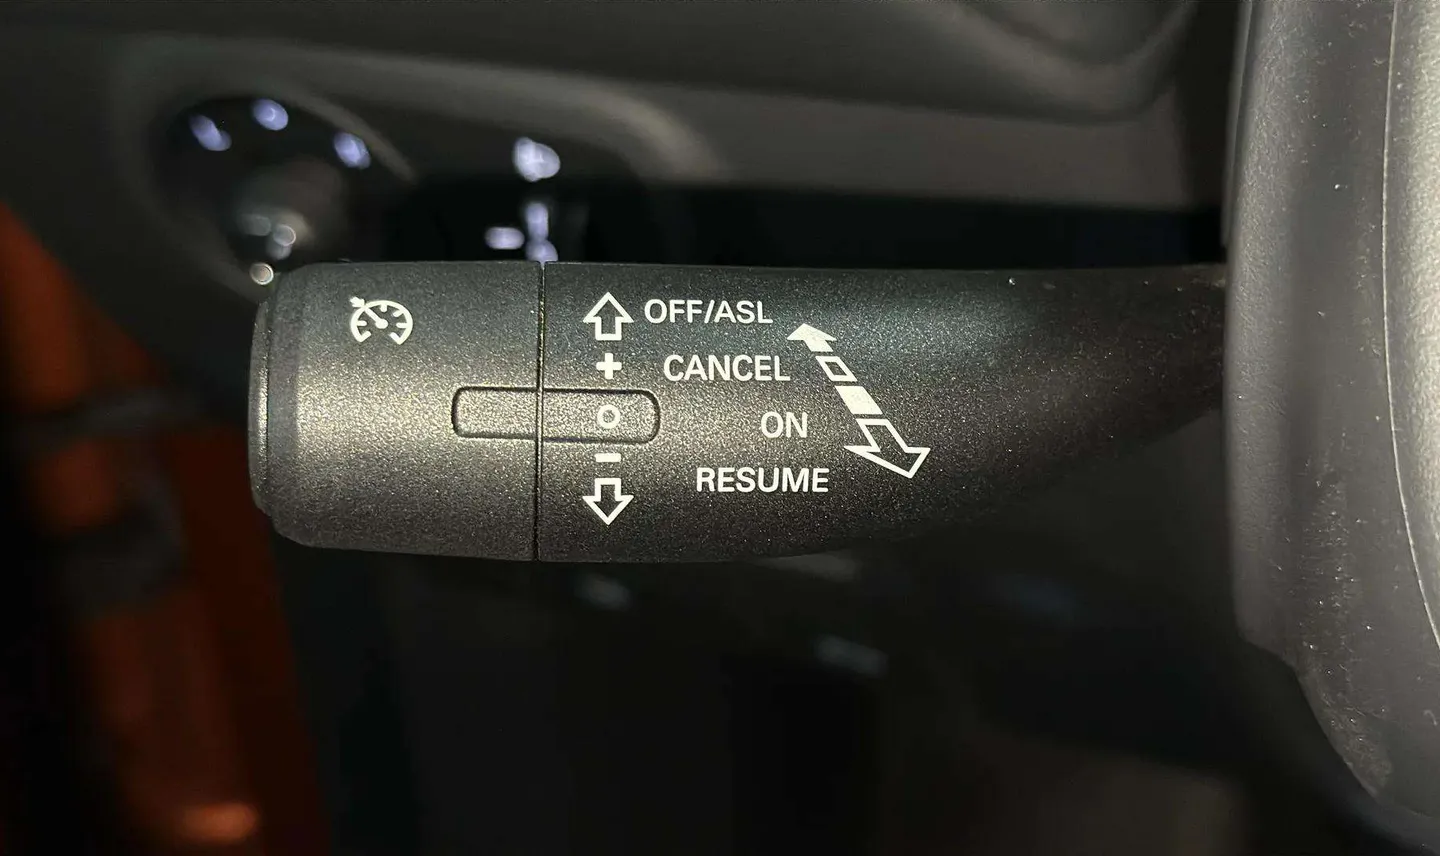 OFF/ASL
+ CANCEL
O ON
- RESUME